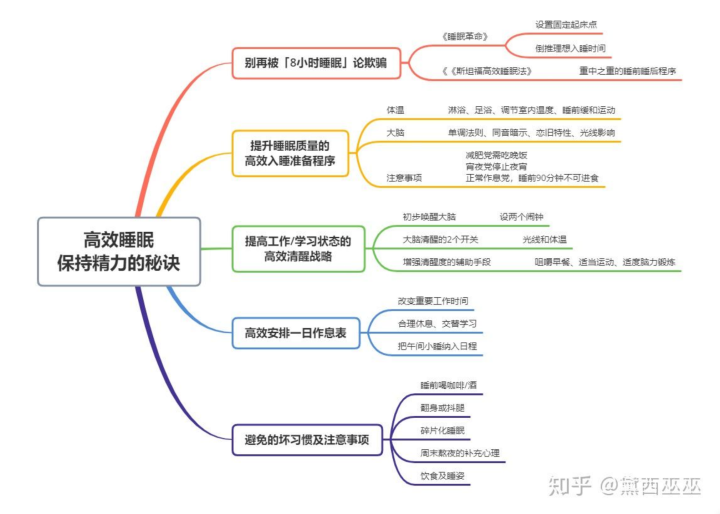 高效睡眠
保持精力的秘诀
别再被「8小时睡眠」论欺骗
《睡眠革命》
设置固定起床点
倒推理想入睡时间
《《斯坦福高效睡眠法》
重中之重的睡前睡后程序
提升睡眠质量的
高效入睡准备程序
体温
淋浴、足浴、调节室内温度、睡前缓和运动
大脑
单调法则、同音暗示、恋旧特性、光线影响
注意事项
减肥党需吃晚饭
宵夜党停止夜宵
正常作息党，睡前90分钟不可进食
提高工作/学习状态的
高效清醒战略
初步唤醒大脑
设两个闹钟
大脑清醒的2个开关
光线和体温
增强清醒度的辅助手段
咀嚼早餐、适当运动、适度脑力锻炼
高效安排一日作息表
改变重要工作时间
合理休息、交替学习
把午间小睡纳入日程
避免的坏习惯及注意事项
睡前喝咖啡/酒
翻身或抖腿
碎片化睡眠
周末熬夜的补充心理
饮食及睡姿
知乎 @黛西巫巫